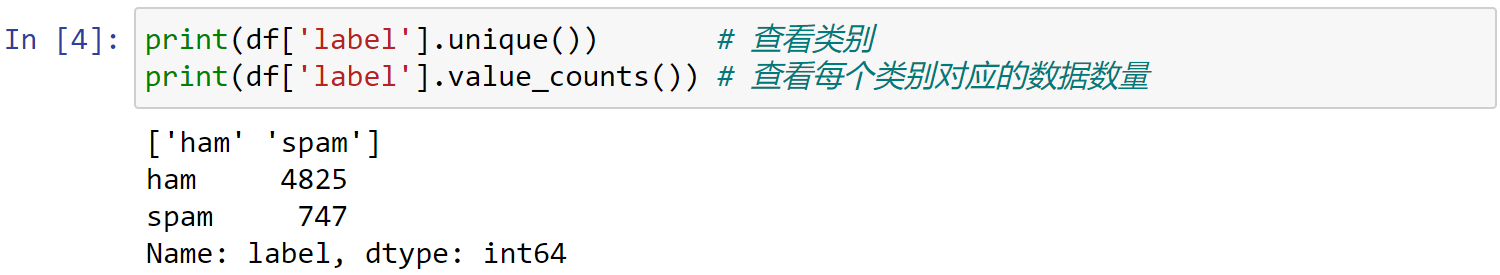 In [4]: print(df['label'].unique())       # 查看类别
print(df['label'].value_counts()) # 查看每个类别对应的数据数量
['ham' 'spam']
ham     4825
spam     747
Name: label, dtype: int64